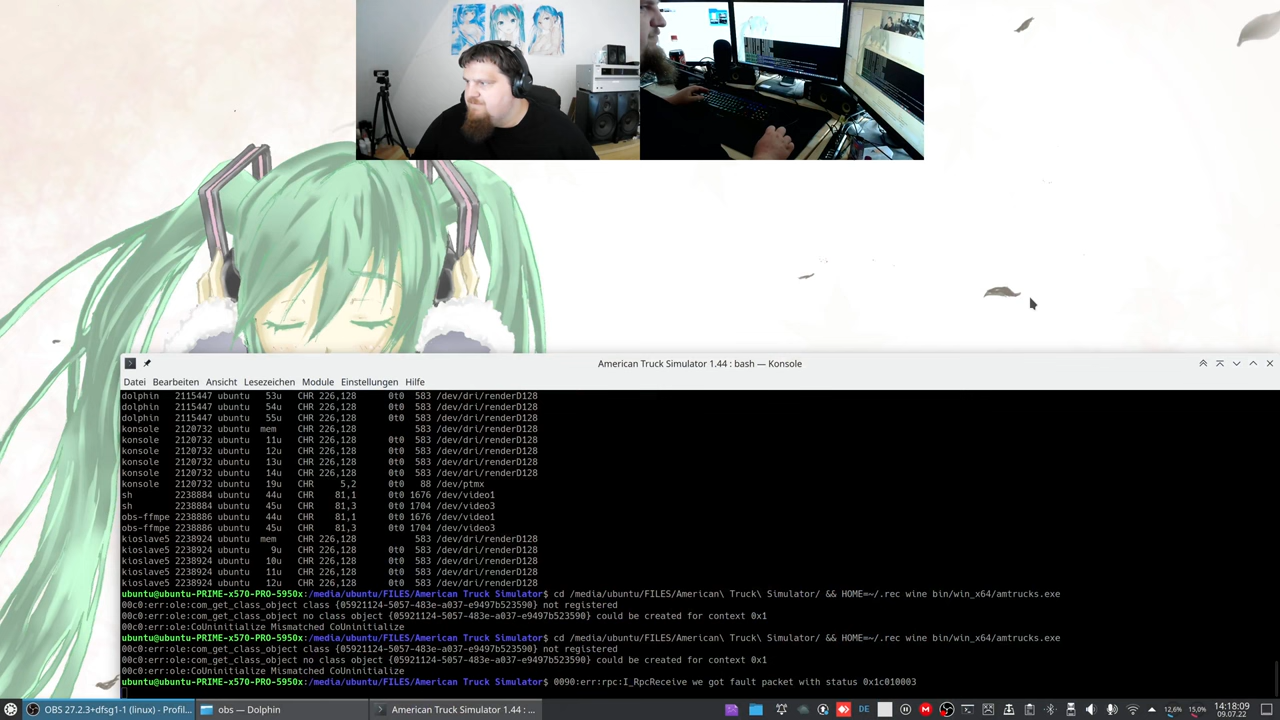 American Truck Simulator 1.44 : bash — Konsole
Datei Bearbeiten Ansicht Lesezeichen Module Einstellungen Hilfe
dolphin 2115447 ubuntu 53u CHR 226,128 0t0 583 /dev/dri/renderD128
dolphin 2115447 ubuntu 54u CHR 226,128 0t0 583 /dev/dri/renderD128
dolphin 2115447 ubuntu 55u CHR 226,128 0t0 583 /dev/dri/renderD128
konsole 2120732 ubuntu mem CHR 226,128 583 /dev/dri/renderD128
konsole 2120732 ubuntu 11u CHR 226,128 0t0 583 /dev/dri/renderD128
konsole 2120732 ubuntu 12u CHR 226,128 0t0 583 /dev/dri/renderD128
konsole 2120732 ubuntu 13u CHR 226,128 0t0 583 /dev/dri/renderD128
konsole 2120732 ubuntu 14u CHR 226,128 0t0 583 /dev/dri/renderD128
konsole 2120732 ubuntu 19u CHR 5,2 0t0 88 /dev/ptmx
sh 2238884 ubuntu 44u CHR 81,1 0t0 1676 /dev/video1
sh 2238884 ubuntu 45u CHR 81,3 0t0 1704 /dev/video3
obs-ffmpe 2238886 ubuntu 44u CHR 81,1 0t0 1676 /dev/video1
obs-ffmpe 2238886 ubuntu 45u CHR 81,3 0t0 1704 /dev/video3
kioslave5 2238924 ubuntu mem CHR 226,128 583 /dev/dri/renderD128
kioslave5 2238924 ubuntu 9u CHR 226,128 0t0 583 /dev/dri/renderD128
kioslave5 2238924 ubuntu 10u CHR 226,128 0t0 583 /dev/dri/renderD128
kioslave5 2238924 ubuntu 11u CHR 226,128 0t0 583 /dev/dri/renderD128
kioslave5 2238924 ubuntu 12u CHR 226,128 0t0 583 /dev/dri/renderD128
ubuntu@ubuntu-PRIME-x570-PRO-5950x:/media/ubuntu/FILES/American Truck Simulator$ cd /media/ubuntu/FILES/American\ Truck\ Simulator/ && HOME=~/.rec wine bin/win_x64/amtrucks.exe
00c0:err:ole:com_get_class_object class {05921124-5057-483e-a037-e9497b523590} not registered
00c0:err:ole:com_get_class_object no class object {05921124-5057-483e-a037-e9497b523590} could be created for context 0x1
00c0:err:ole:CoUninitialize Mismatched CoUninitialize
ubuntu@ubuntu-PRIME-x570-PRO-5950x:/media/ubuntu/FILES/American Truck Simulator$ cd /media/ubuntu/FILES/American\ Truck\ Simulator/ && HOME=~/.rec wine bin/win_x64/amtrucks.exe
00c0:err:ole:com_get_class_object class {05921124-5057-483e-a037-e9497b523590} not registered
00c0:err:ole:com_get_class_object no class object {05921124-5057-483e-a037-e9497b523590} could be created for context 0x1
00c0:err:ole:CoUninitialize Mismatched CoUninitialize
ubuntu@ubuntu-PRIME-x570-PRO-5950x:/media/ubuntu/FILES/American Truck Simulator$ 0090:err:rpc:I_RpcReceive we got fault packet with status 0x1c010003
OBS 27.2.3+dfsg1-1 (linux) - Profil... obs — Dolphin American Truck Simulator 1.44 : ... DE 12,6% 15,0% 14:18:09
09.07.22